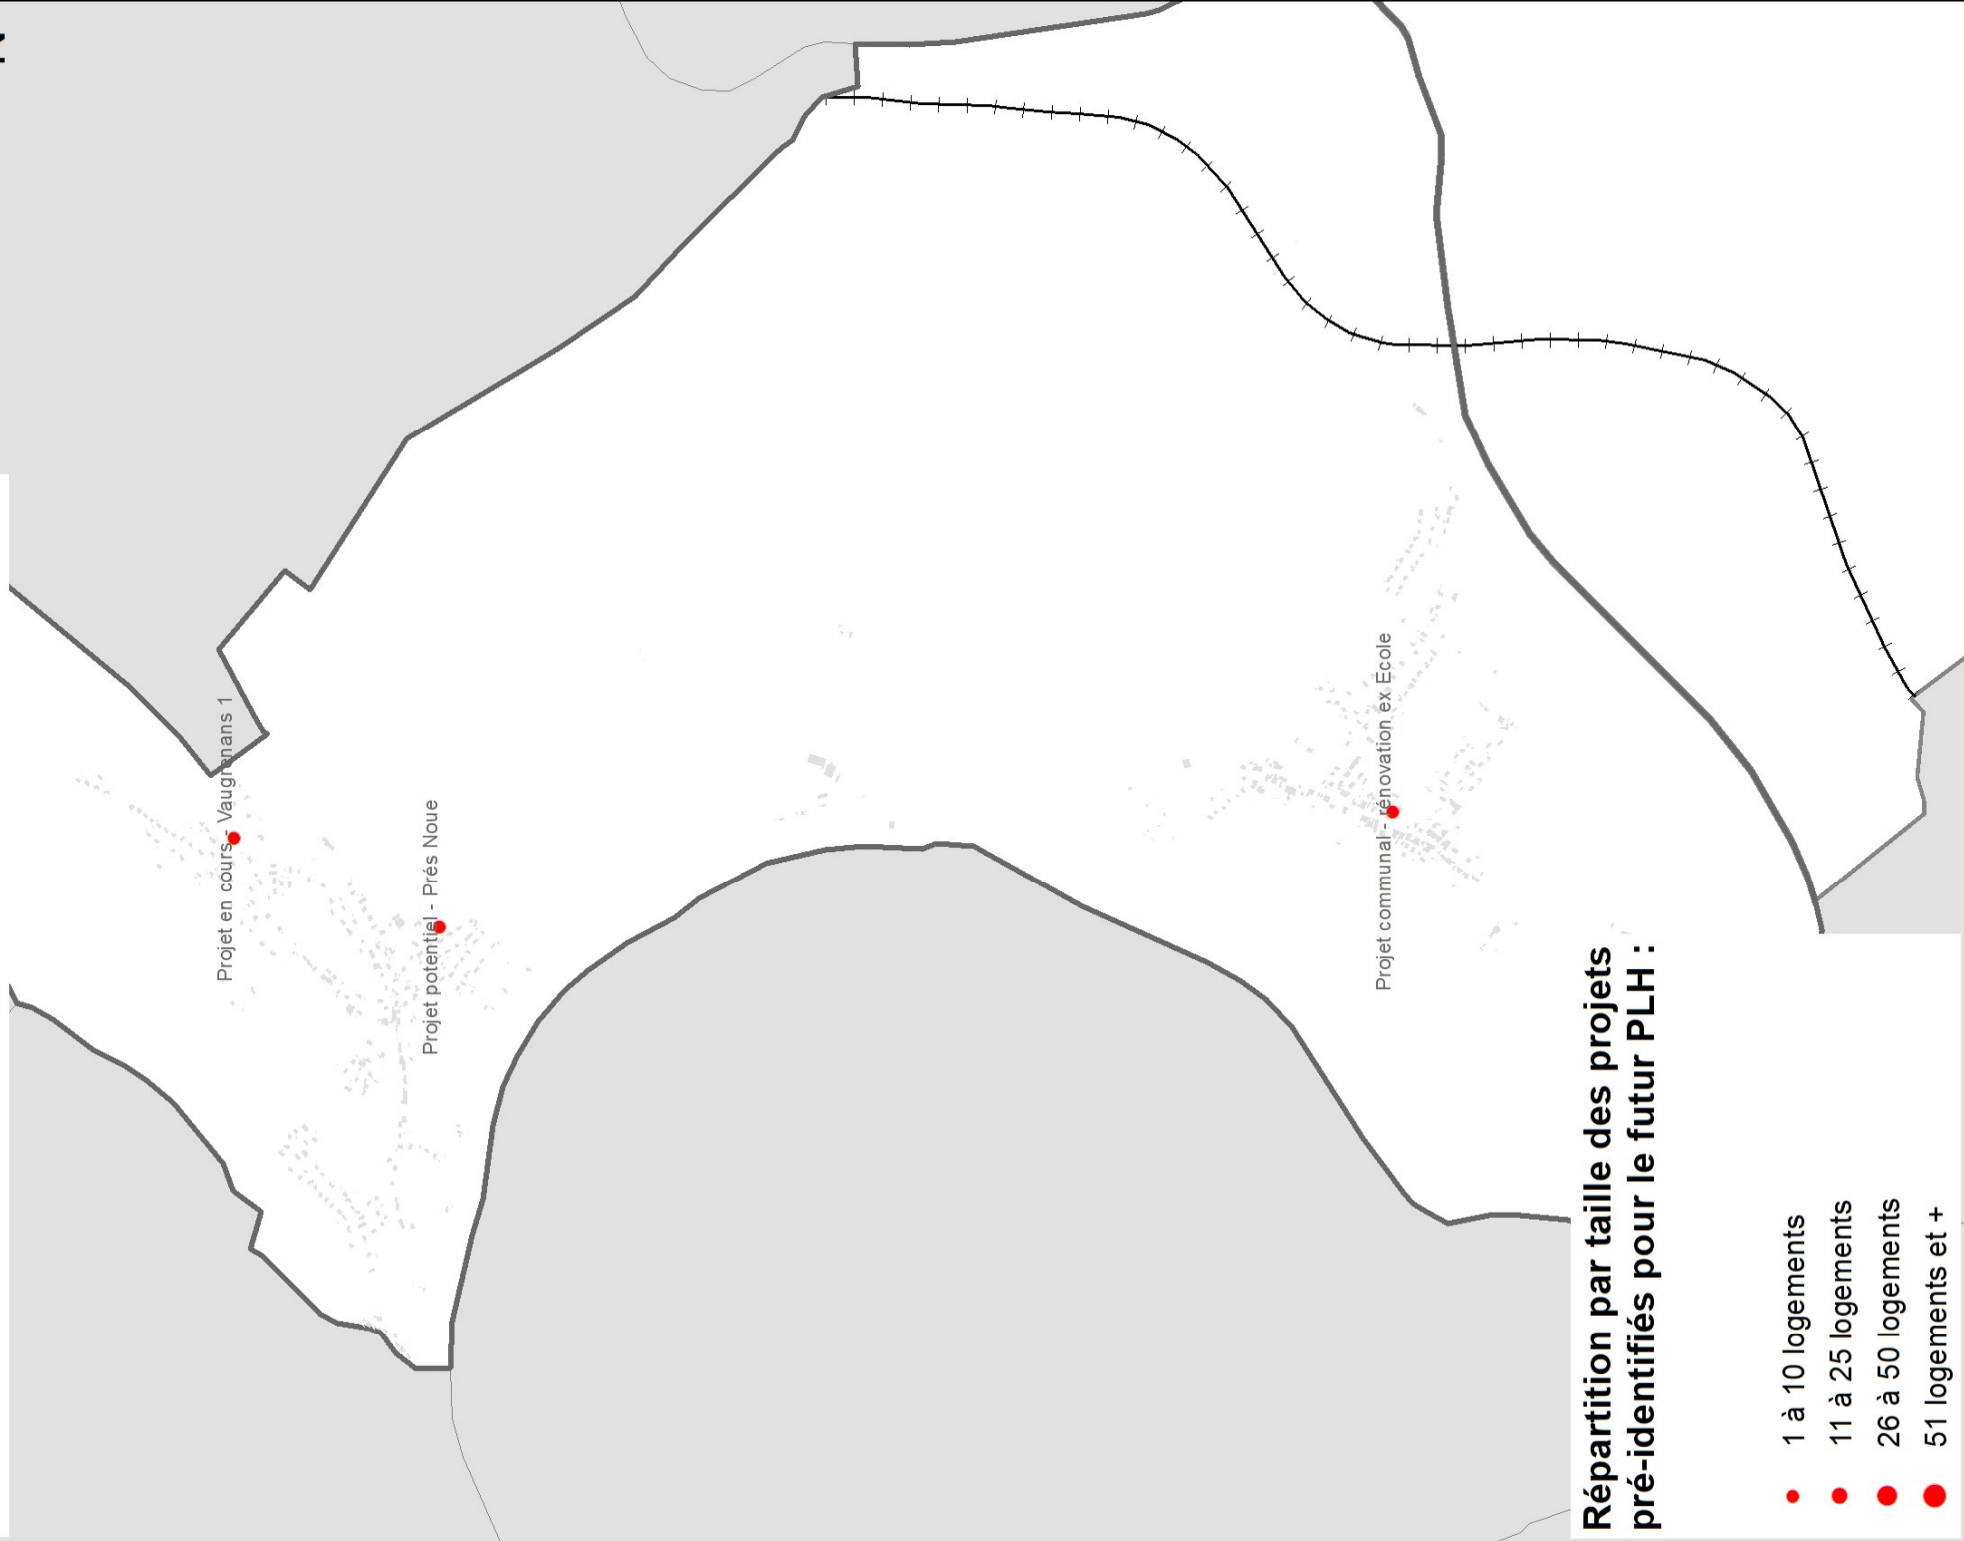 Projet en cours - Vaugrenans 1
Projet potentiel - Prés Noue
Projet communal - rénovation ex Ecole
Répartition par taille des projets
pré-identifiés pour le futur PLH :
1 à 10 logements
11 à 25 logements
26 à 50 logements
51 logements et +